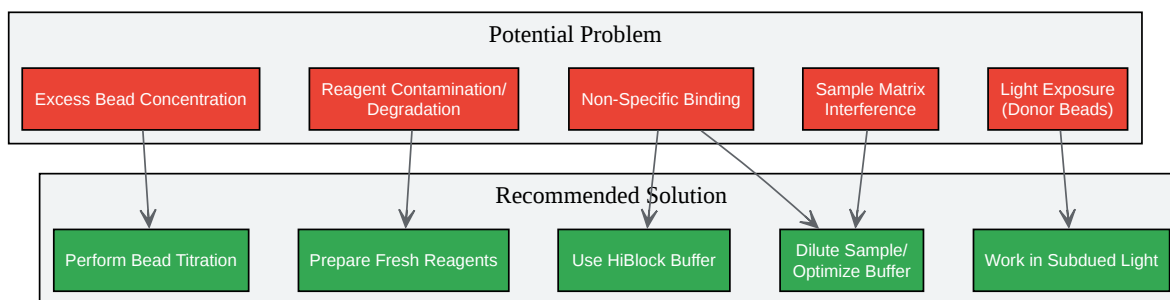 Potential Problem
Excess Bead Concentration
Reagent Contamination/
Degradation
Non-Specific Binding
Sample Matrix
Interference
Light Exposure
(Donor Beads)
Recommended Solution
Perform Bead Titration
Prepare Fresh Reagents
Use HiBlock Buffer
Dilute Sample/
Optimize Buffer
Work in Subdued Light